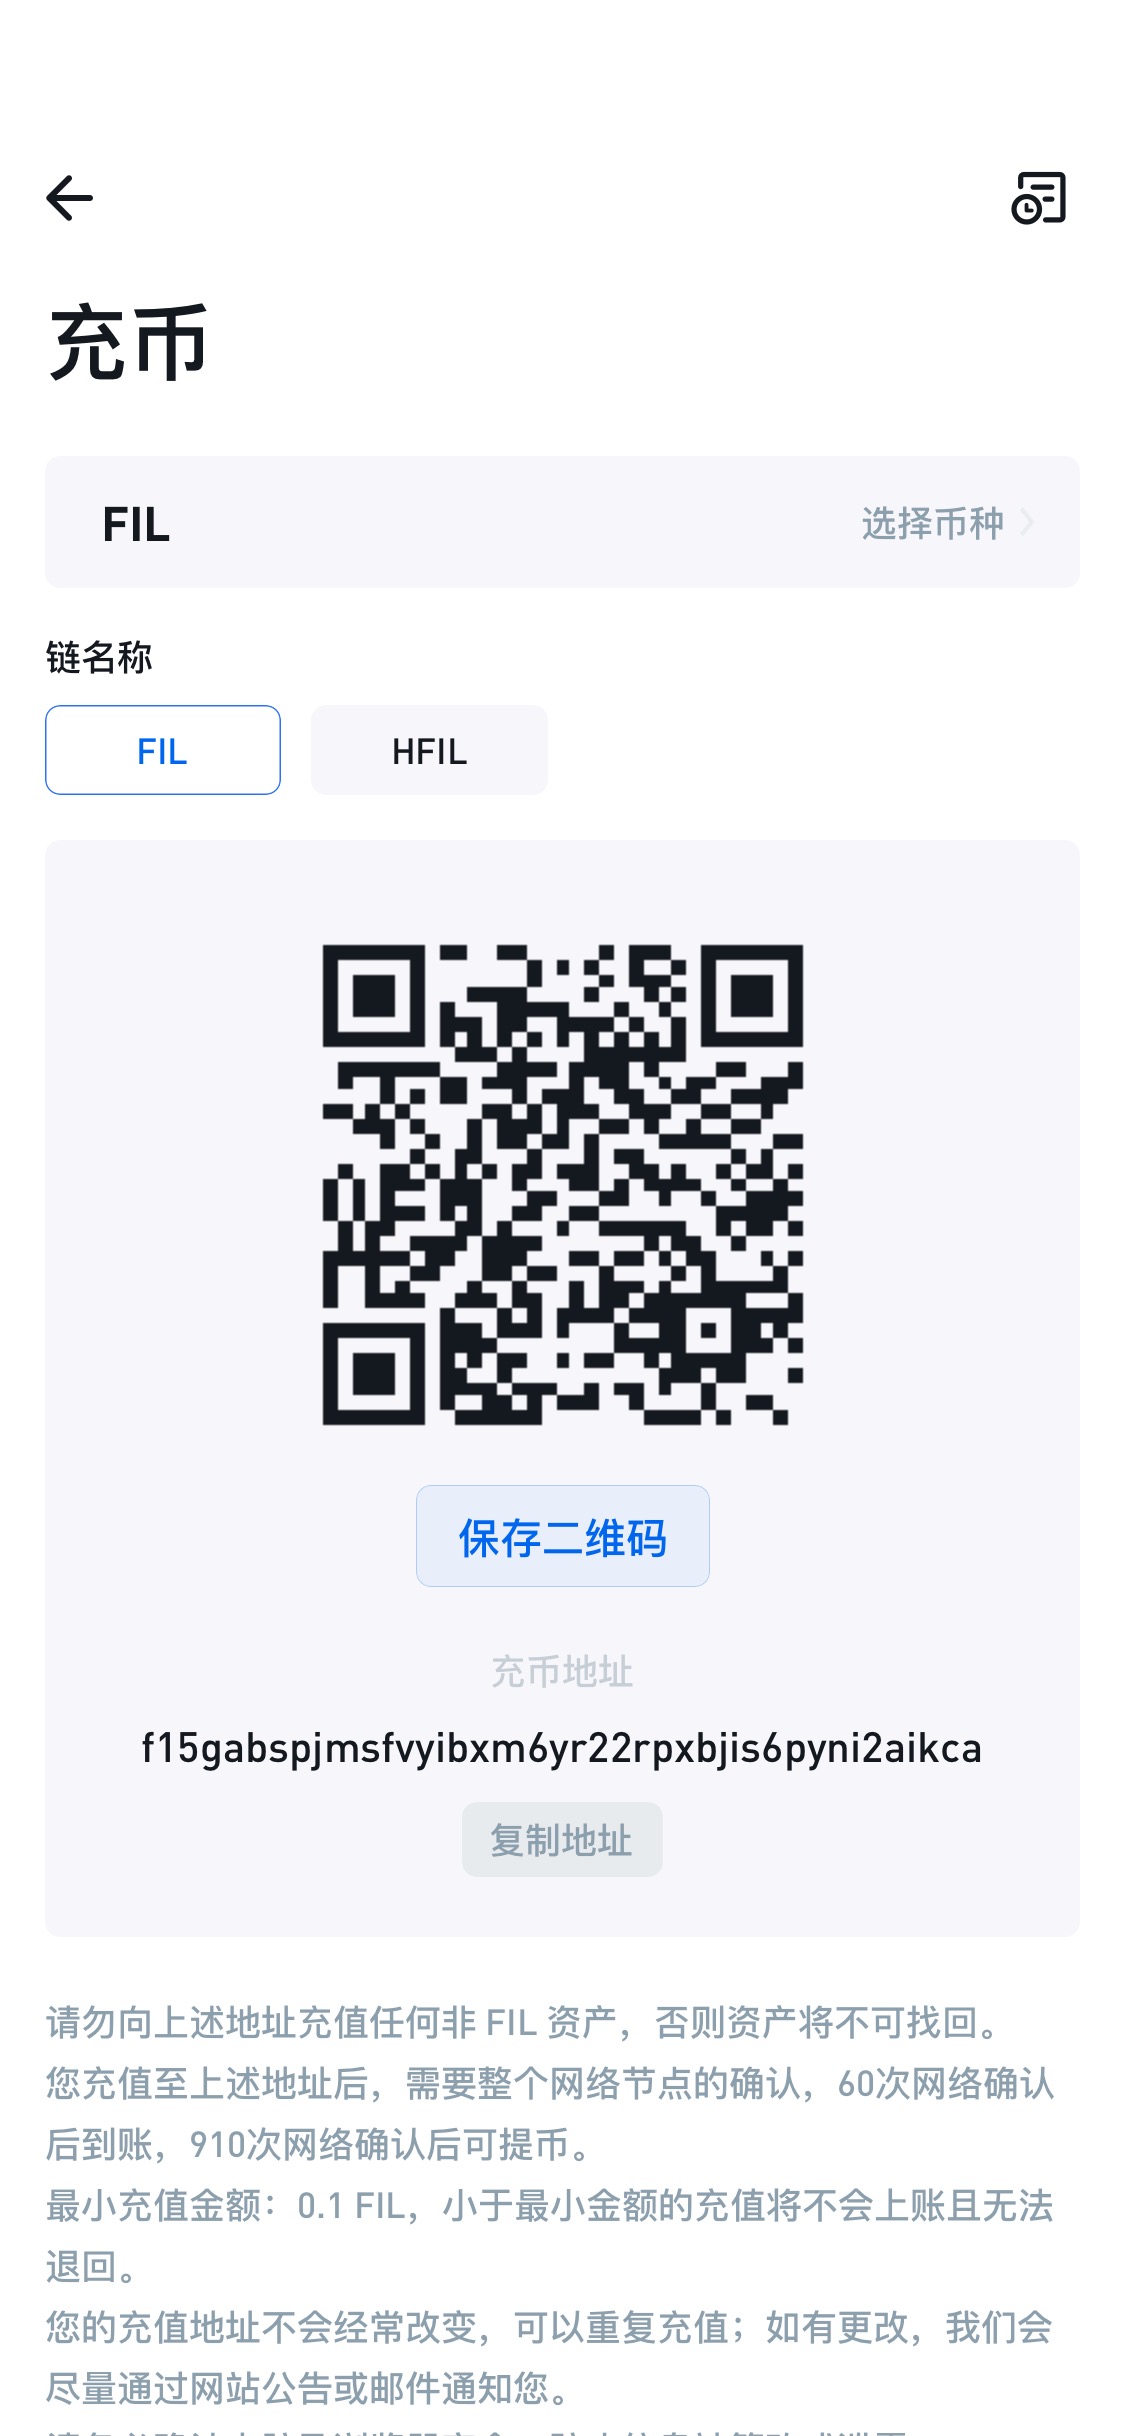 充币
FIL 选择币种
链名称
FIL HFIL
保存二维码
充币地址
f15gabspjmsfvyibxm6yr22rpxbjis6pyni2aikca
复制地址
请勿向上述地址充值任何非 FIL 资产，否则资产将不可找回。
您充值至上述地址后，需要整个网络节点的确认，60次网络确认
后到账，910次网络确认后可提币。
最小充值金额：0.1 FIL，小于最小金额的充值将不会上账且无法
退回。
您的充值地址不会经常改变，可以重复充值；如有更改，我们会
尽量通过网站公告或邮件通知您。